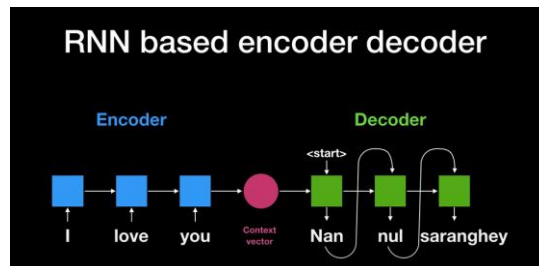 RNN based encoder decoder
Encoder
Decoder
<start>
I
love
you
Context
vector
Nan
nul
saranghey